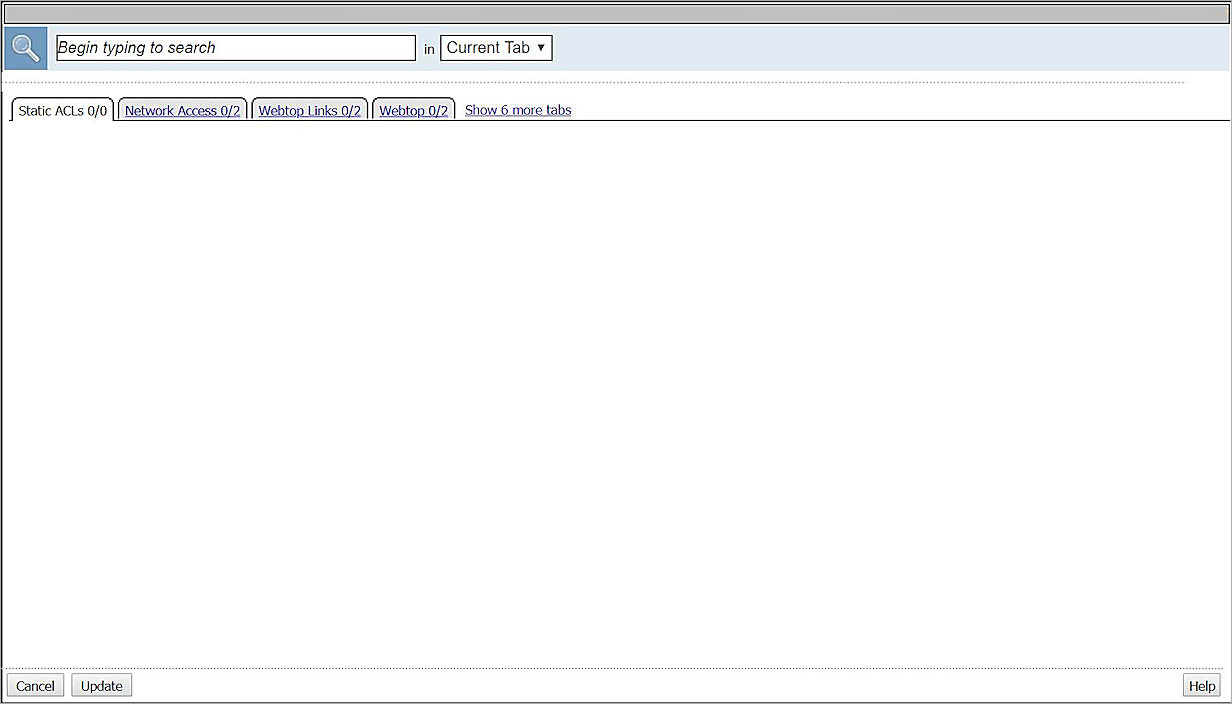 Begin typing to search in Current Tab ▼
Static ACLs 0/0 Network Access 0/2 Webtop Links 0/2 Webtop 0/2 Show 6 more tabs
Cancel Update Help